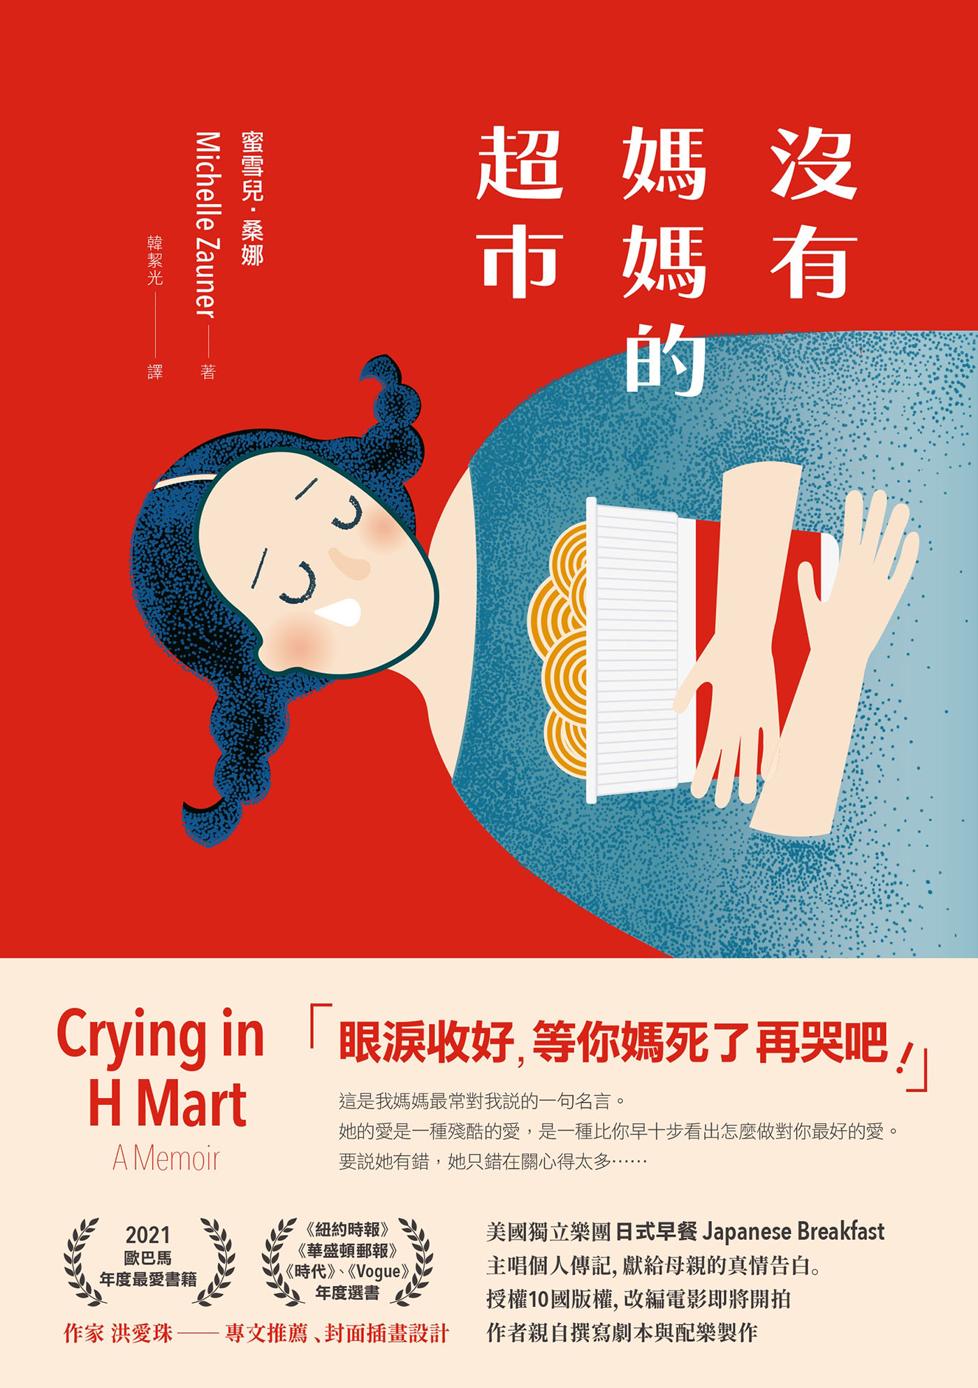 沒有
媽媽的
超市
蜜雪兒·桑娜
Michelle Zauner——著
韓絜光——譯
Crying in
H Mart
A Memoir
「眼淚收好,等你媽死了再哭吧!」
這是我媽媽最常對我說的一句名言。
她的愛是一種殘酷的愛，是一種比你早十步看出怎麼做對你最好的愛。
要說她有錯，她只錯在關心得太多……
2021
歐巴馬
年度最愛書籍
《紐約時報》
《華盛頓郵報》
《時代》、《Vogue》
年度選書
作家 洪愛珠——專文推薦、封面插畫設計
美國獨立樂團日式早餐 Japanese Breakfast
主唱個人傳記,獻給母親的真情告白。
授權10國版權,改編電影即將開拍
作者親自撰寫劇本與配樂製作